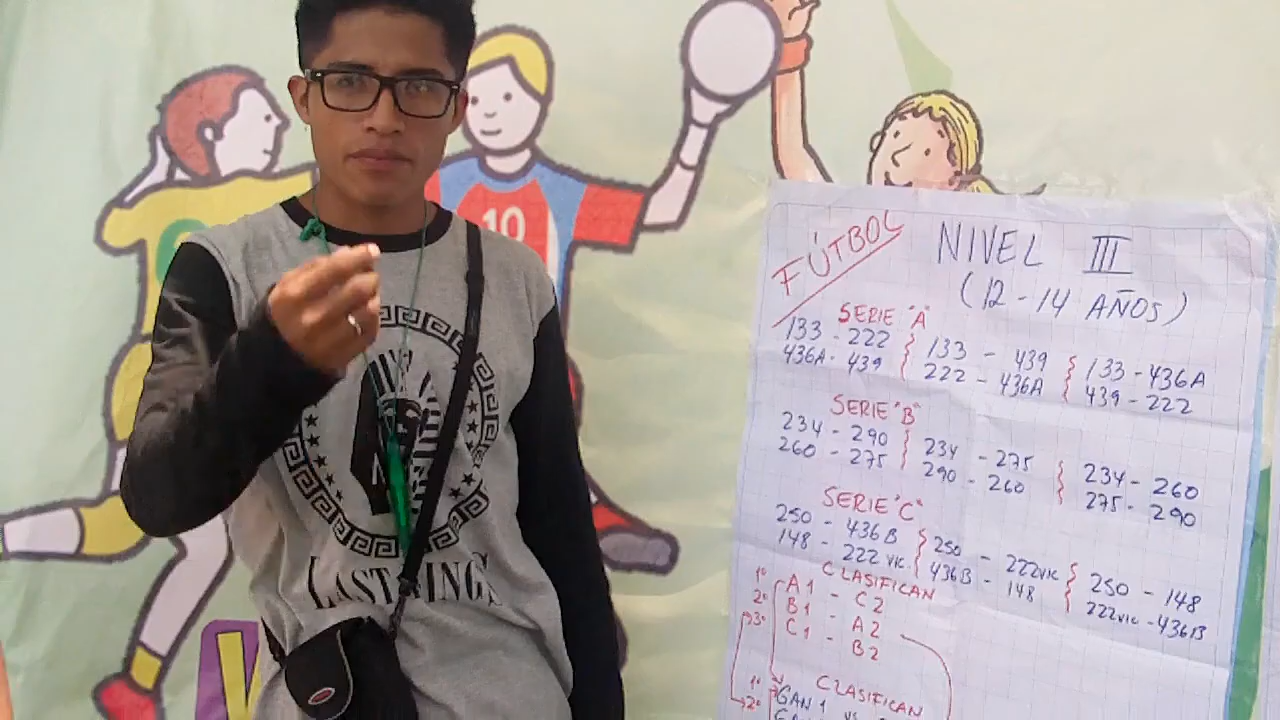 10
LAST KINGS
FÚTBOL
NIVEL III
(12-14 AÑOS)
SERIE "A"
133 - 222 } 133 - 439 } 133 - 436A
436A - 439 } 222 - 436A } 439 - 222
SERIE "B"
234 - 290 } 234 - 275 } 234 - 260
260 - 275 } 290 - 260 } 275 - 290
SERIE "C"
250 - 436B } 250 - 222VIC } 250 - 148
148 - 222 VIC. } 436B - 148 } 222VIC - 436B
CLASIFICAN
1° A1 - C2
2° B1 - A2
3° C1 - B2
CLASIFICAN
1° GAN 1 VS
2°